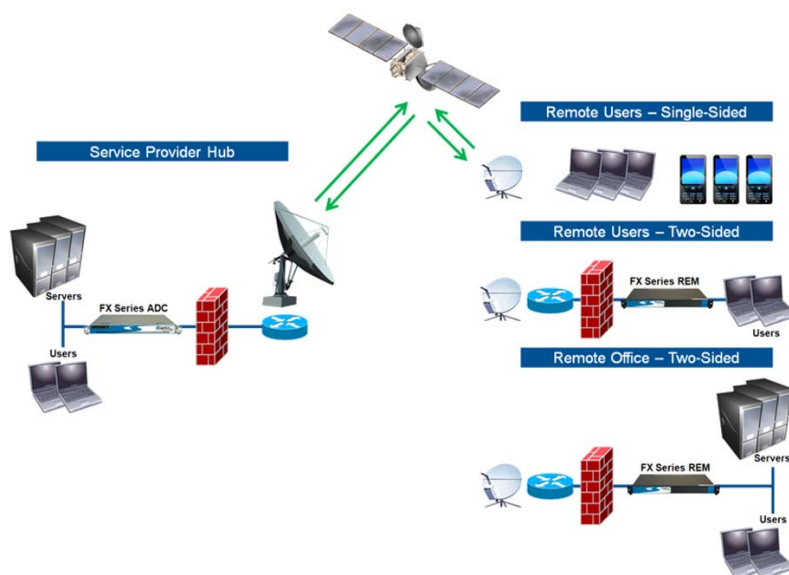 Remote Users – Single-Sided
Service Provider Hub
Remote Users – Two-Sided
FX Series REM
Servers
FX Series ADC
Users
Users
Remote Office – Two-Sided
FX Series REM
Servers
Users